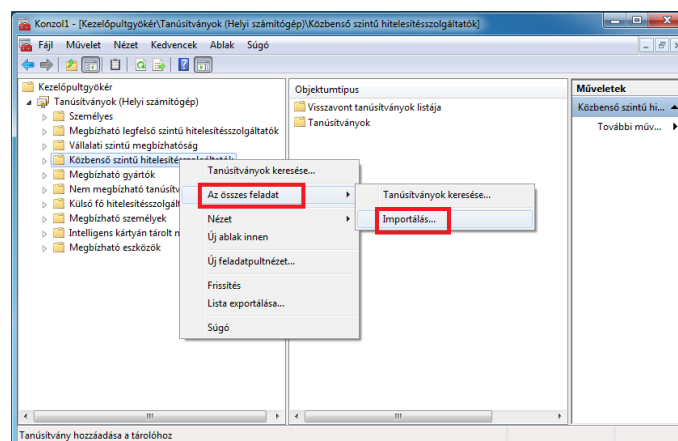 Konzol1 - [Kezelőpultgyökér\Tanúsítványok (Helyi számítógép)\Közbenső szintű hitelesítésszolgáltatók]
Fájl Művelet Nézet Kedvencek Ablak Súgó
Kezelőpultgyökér
Tanúsítványok (Helyi számítógép)
Személyes
Megbízható legfelső szintű hitelesítésszolgáltatók
Vállalati szintű megbízhatóság
Közbenső szintű hitelesítésszolgáltatók
Megbízható gyártók
Nem megbízható tanúsítv
Külső fő hitelesítésszolgált
Megbízható személyek
Intelligens kártyán tárolt
Megbízható eszközök
Objektumtípus
Visszavont tanúsítványok listája
Tanúsítványok
Műveletek
Közbenső szintű hi...
További műv...
Tanúsítványok keresése...
Az összes feladat
Nézet
Új ablak innen
Új feladatpultnézet...
Frissítés
Lista exportálása...
Súgó
Tanúsítványok keresése...
Importálás...
Tanúsítvány hozzáadása a tárolóhoz